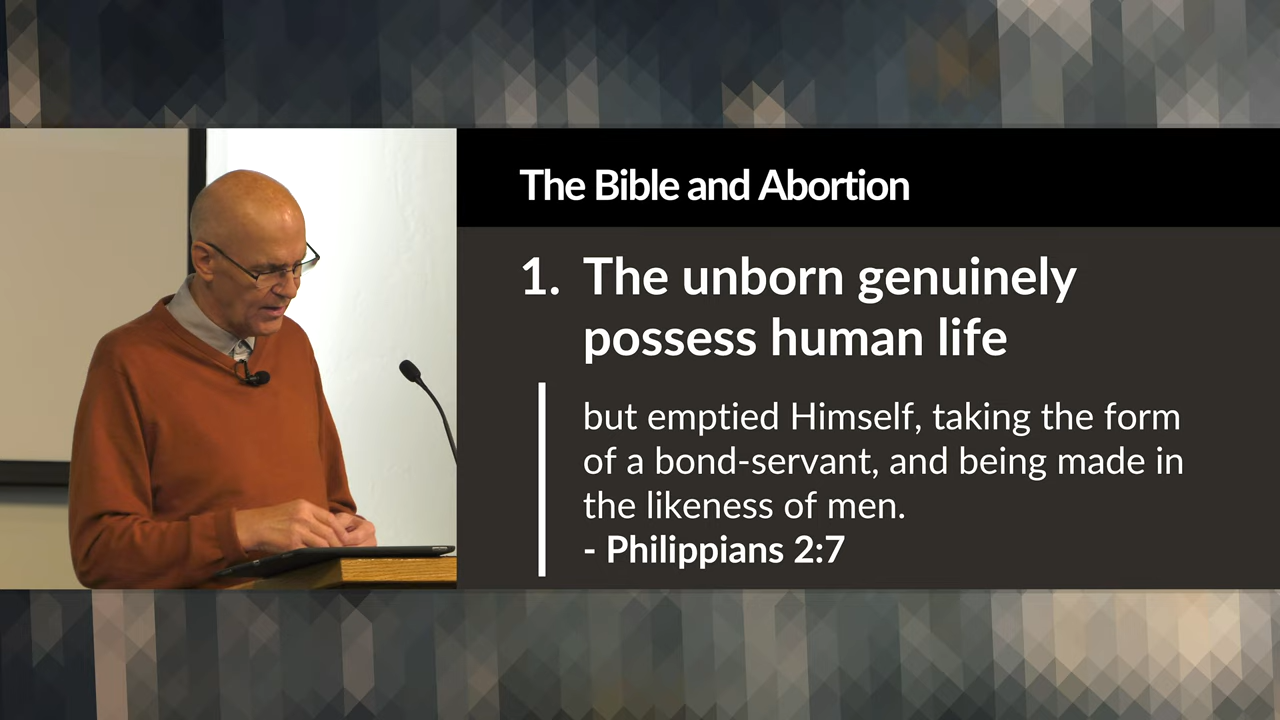 The Bible and Abortion
1. The unborn genuinely
possess human life
but emptied Himself, taking the form
of a bond-servant, and being made in
the likeness of men.
- Philippians 2:7